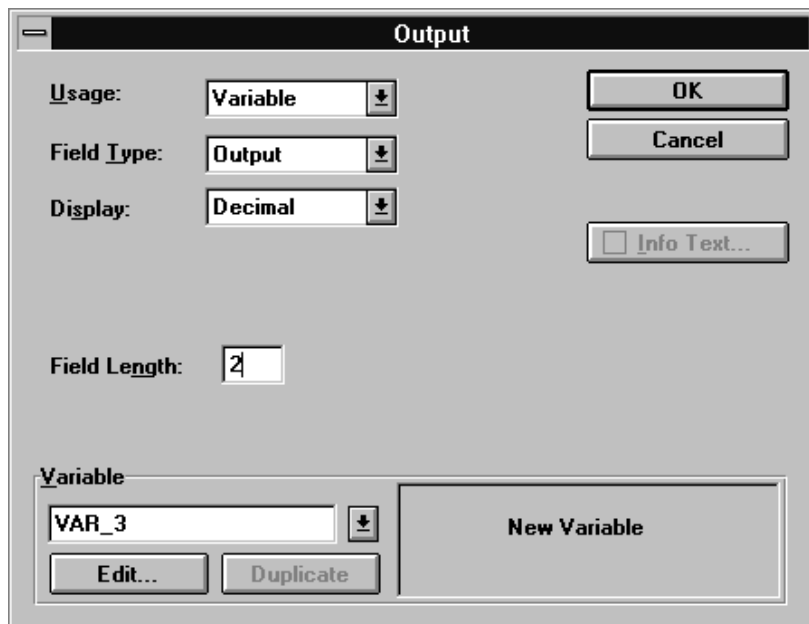 Output
Usage: Variable
OK
Cancel
Field Type: Output
Display: Decimal
Info Text...
Field Length: 2
Variable
VAR_3
New Variable
Edit... Duplicate